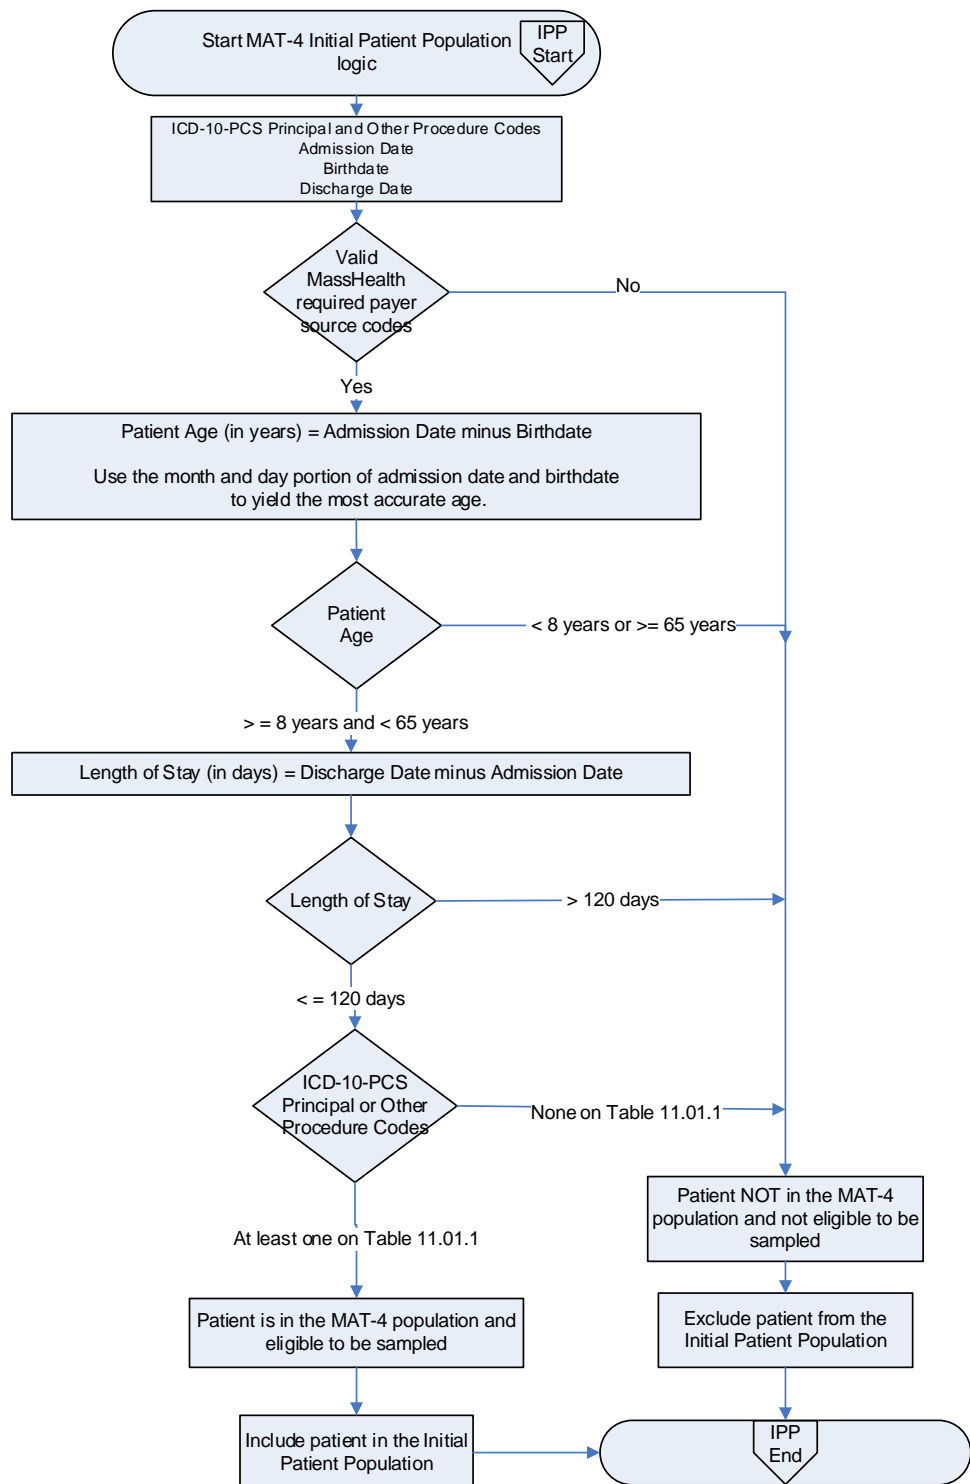 Start MAT-4 Initial Patient Population
logic
IPP
Start
ICD-10-PCS Principal and Other Procedure Codes
Admission Date
Birthdate
Discharge Date
Valid
MassHealth
required payer
source codes
No
Yes
Patient Age (in years) = Admission Date minus Birthdate
Use the month and day portion of admission date and birthdate
to yield the most accurate age.
Patient
Age
< 8 years or >= 65 years
> = 8 years and < 65 years
Length of Stay (in days) = Discharge Date minus Admission Date
Length of Stay
> 120 days
< = 120 days
ICD-10-PCS
Principal or Other
Procedure Codes
None on Table 11.01.1
At least one on Table 11.01.1
Patient NOT in the MAT-4
population and not eligible to be
sampled
Patient is in the MAT-4 population and
eligible to be sampled
Exclude patient from the
Initial Patient Population
Include patient in the Initial
Patient Population
IPP
End